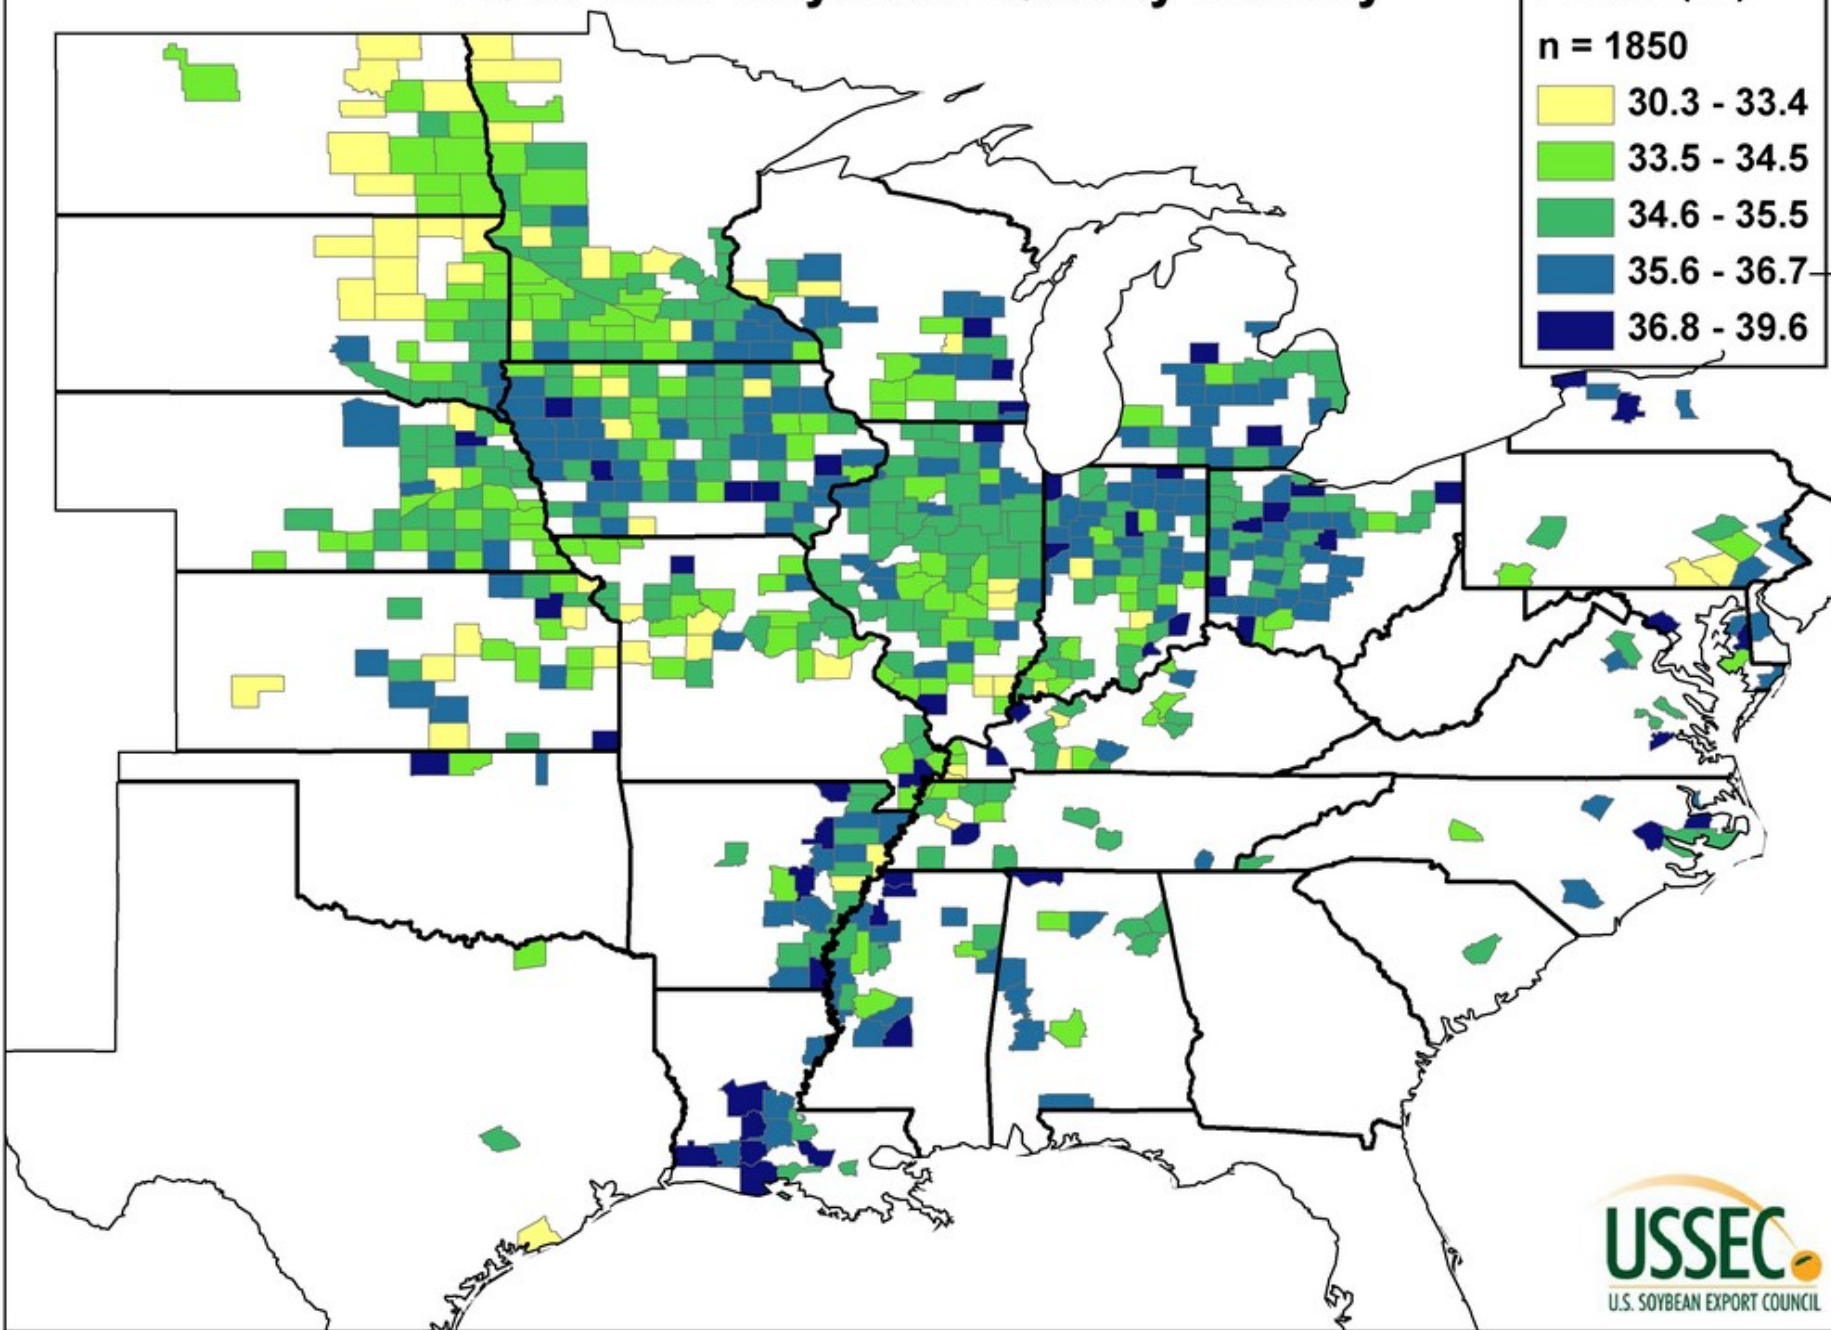 n = 1850
30.3 - 33.4
33.5 - 34.5
34.6 - 35.5
35.6 - 36.7
36.8 - 39.6
USSEC
U.S. SOYBEAN EXPORT COUNCIL